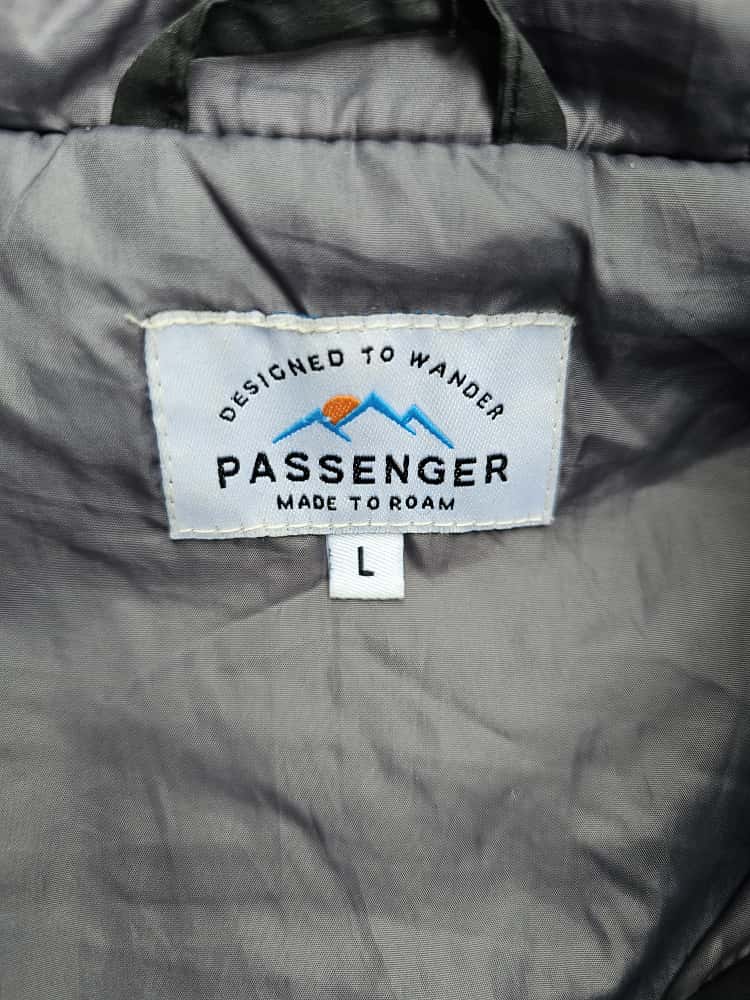 DESIGNED TO WANDER
PASSENGER
MADE TO ROAM
L